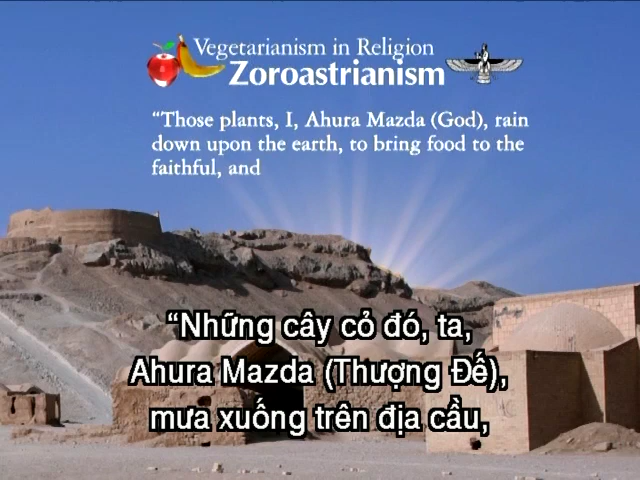 Vegetarianism in Religion
Zoroastrianism
“Those plants, I, Ahura Mazda (God), rain
down upon the earth, to bring food to the
faithful, and
“Những cây cỏ đó, ta,
Ahura Mazda (Thượng Đế),
mưa xuống trên địa cầu,